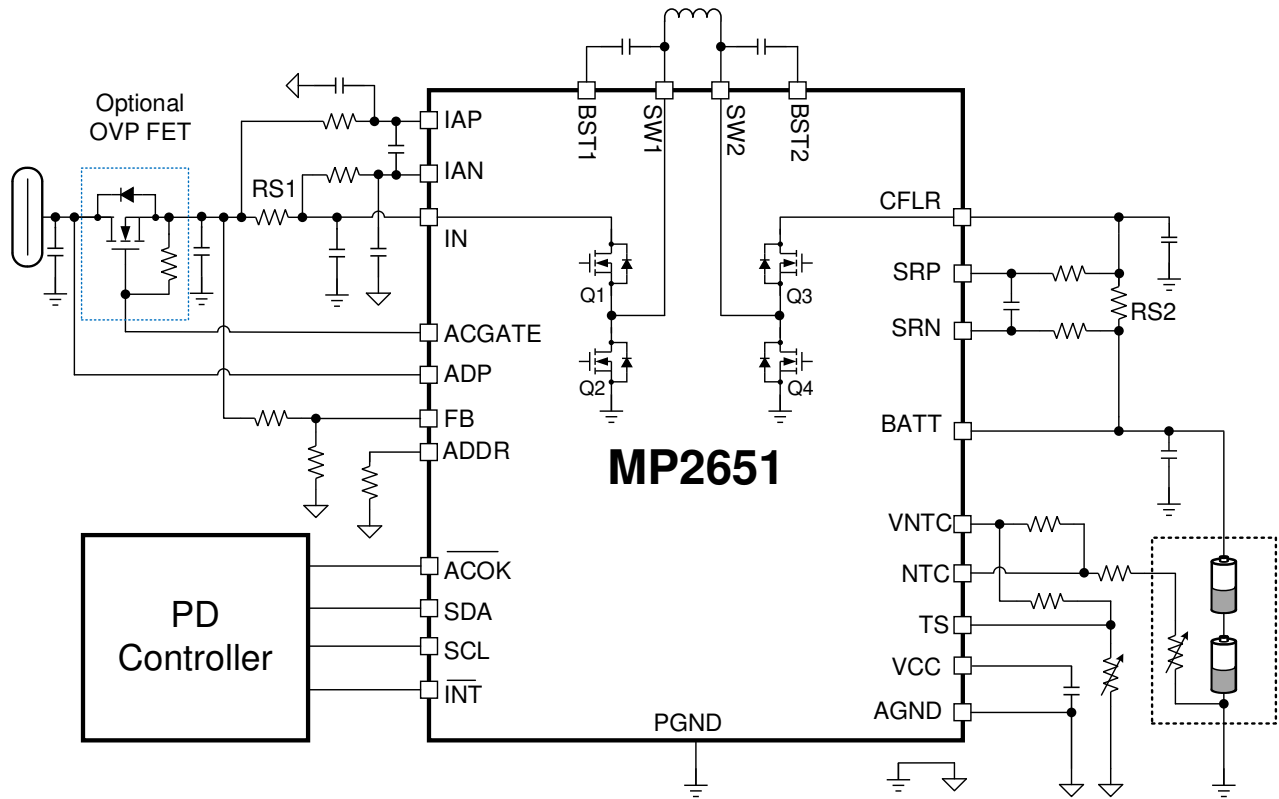 BST1
SW1
SW2
BST2
Optional
OVP FET
IAP
IAN
RS1
IN
CFLR
SRP
Q1
Q3
RS2
SRN
ACGATE
ADP
Q2
Q4
FB
BATT
ADDR
MP2651
VNTC
ACOK
NTC
PD
Controller
SDA
TS
SCL
VCC
INT
AGND
PGND